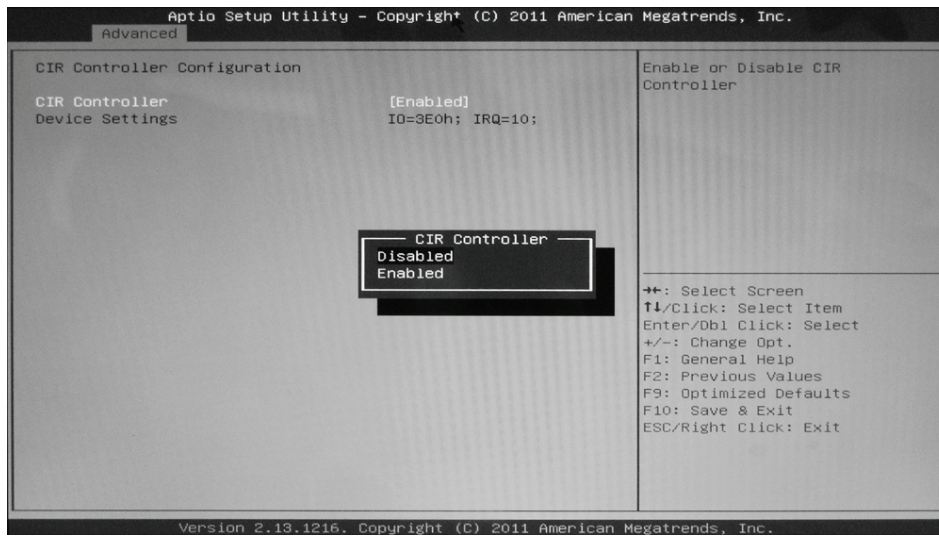 Aptio Setup Utility - Copyright (C) 2011 American Megatrends, Inc.
Advanced
CIR Controller Configuration
CIR Controller [Enabled]
Device Settings IO=3E0h; IRQ=10;
Enable or Disable CIR
Controller
CIR Controller
Disabled
Enabled
→←: Select Screen
↑↓/Click: Select Item
Enter/Dbl Click: Select
+/-: Change Opt.
F1: General Help
F2: Previous Values
F9: Optimized Defaults
F10: Save & Exit
ESC/Right Click: Exit
Version 2.13.1216. Copyright (C) 2011 American Megatrends, Inc.